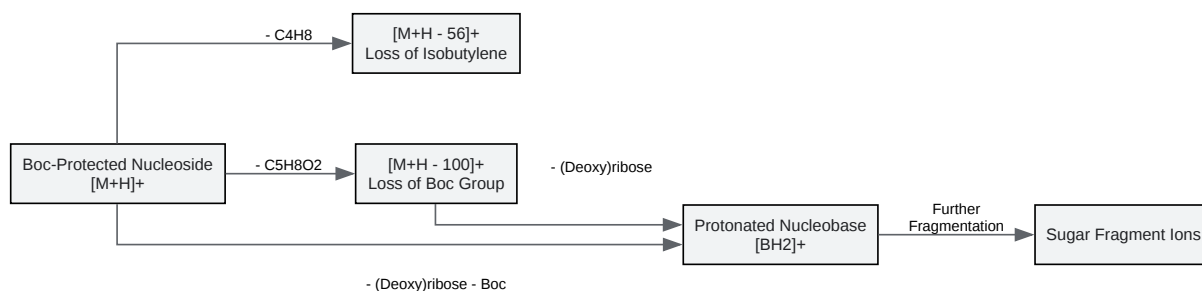 - C4H8
[M+H - 56]+
Loss of Isobutylene
Boc-Protected Nucleoside
[M+H]+
- C5H8O2
[M+H - 100]+
Loss of Boc Group
- (Deoxy)ribose
Protonated Nucleobase
[BH2]+
Further
Fragmentation
Sugar Fragment Ions
- (Deoxy)ribose - Boc